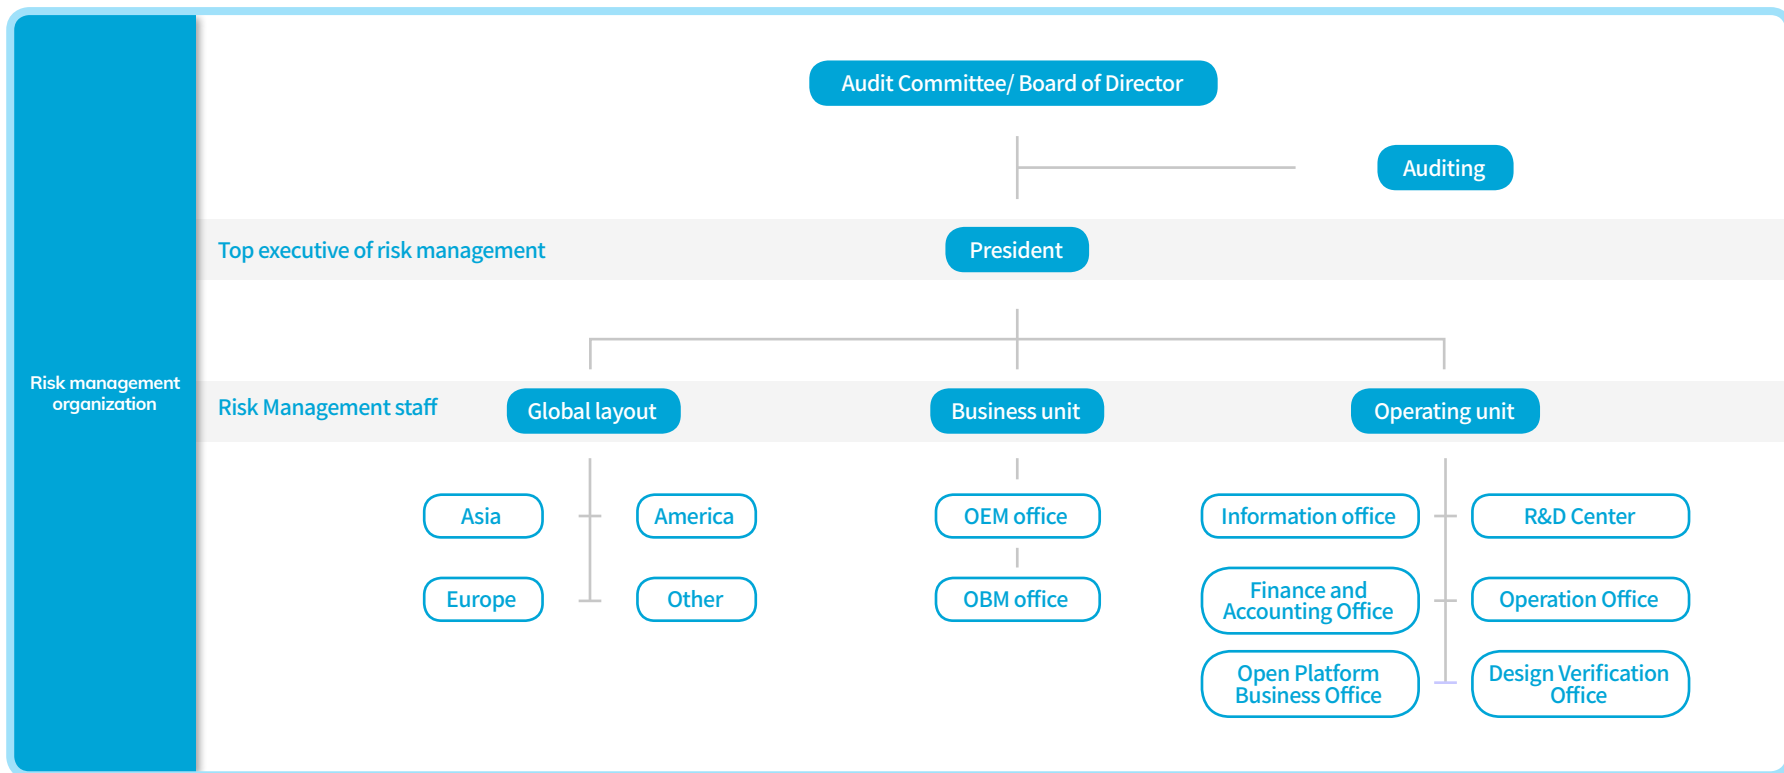 Audit Committee/ Board of Director
Auditing
Top executive of risk management
President
Risk management
organization
Risk Management staff
Global layout
Business unit
Operating unit
Asia
America
OEM office
Information office
R&D Center
Europe
Other
OBM office
Finance and
Accounting Office
Operation Office
Open Platform
Business Office
Design Verification
Office